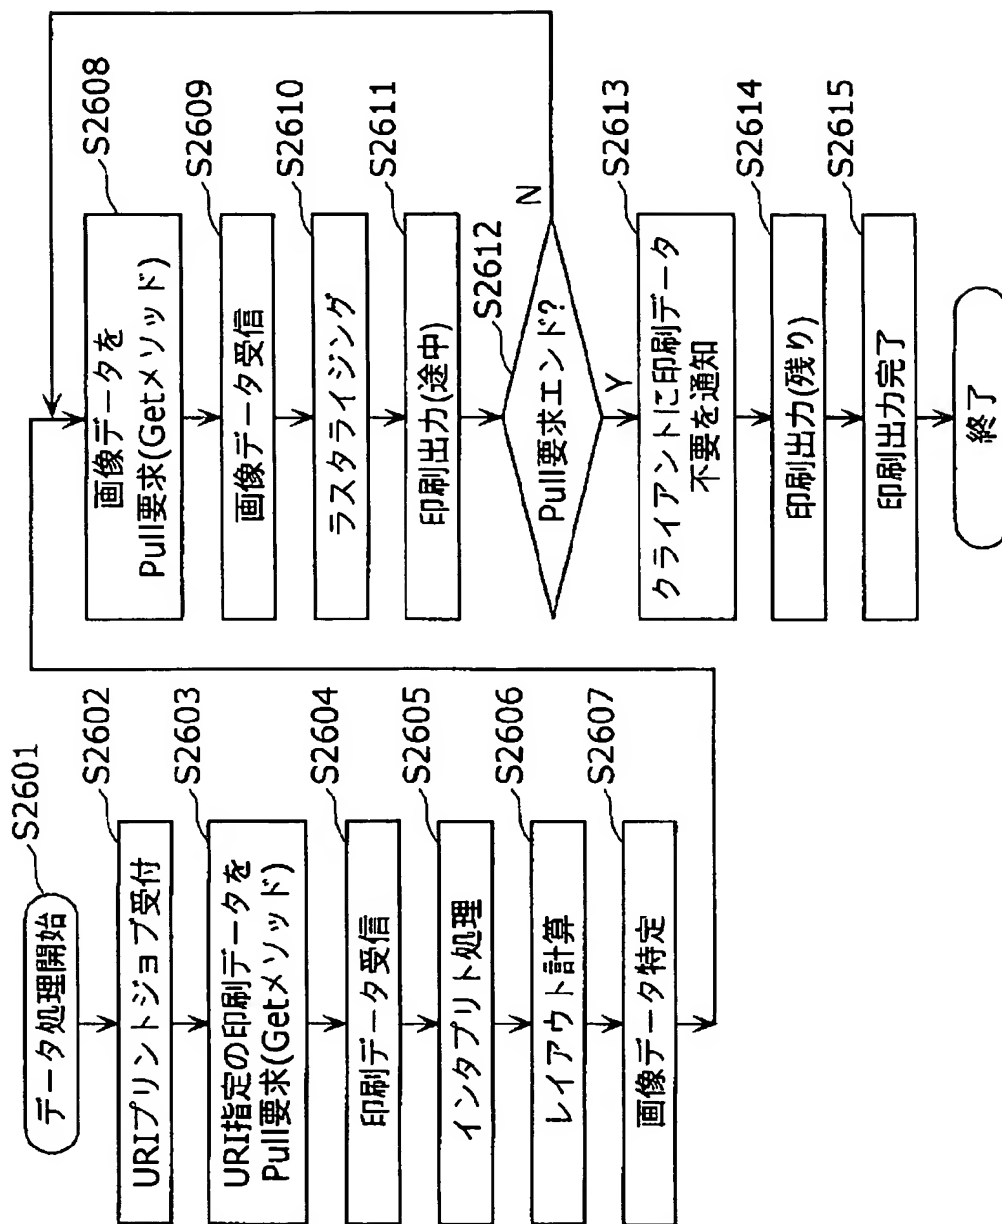 データ処理開始
S2601
URIプリントジョブ受付
S2602
URI指定の印刷データを
Pull要求(Getメソッド)
S2603
印刷データ受信
S2604
インタプリト処理
S2605
レイアウト計算
S2606
画像データ特定
S2607
画像データを
Pull要求(Getメソッド)
S2608
画像データ受信
S2609
ラスタライジング
S2610
印刷出力(途中)
S2611
Pull要求エンド?
S2612
N
Y
クライアントに印刷データ
不要を通知
S2613
印刷出力(残り)
S2614
印刷出力完了
S2615
終了